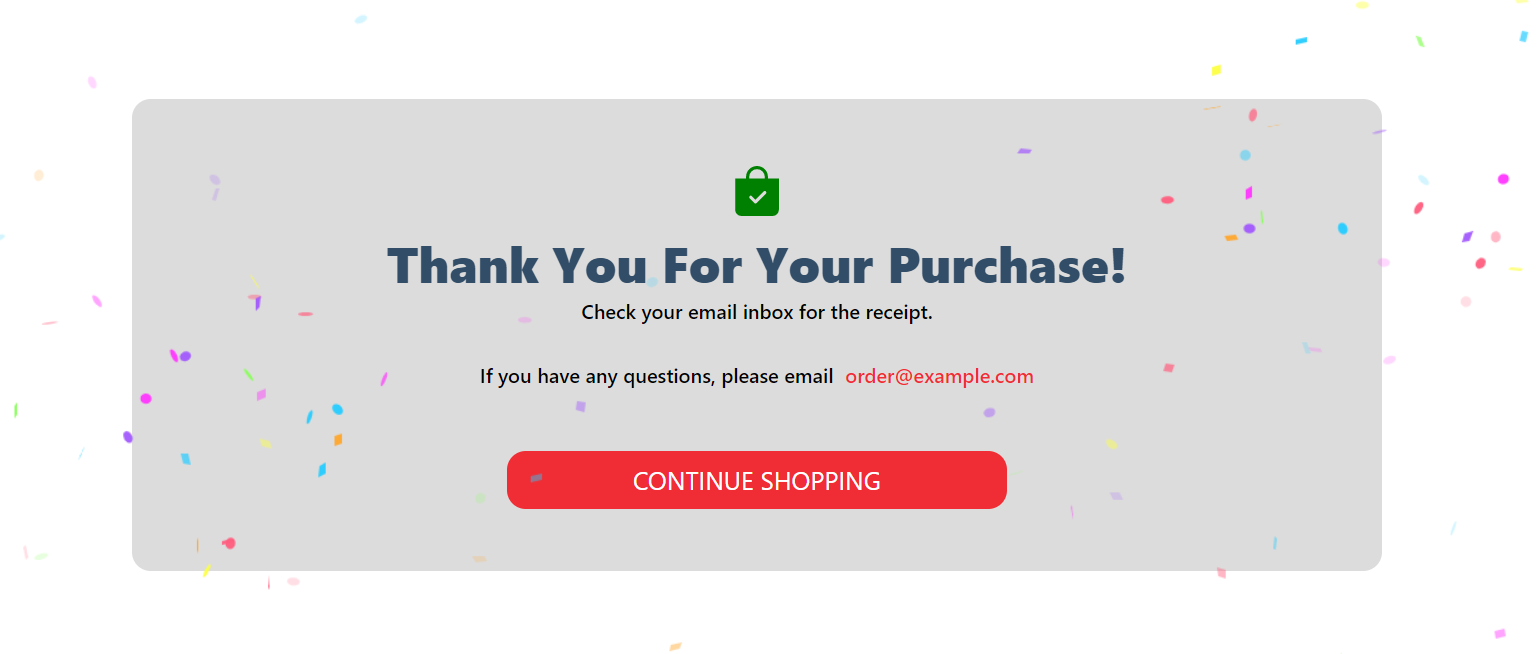 Thank You For Your Purchase!
Check your email inbox for the receipt.
If you have any questions, please email order@example.com
CONTINUE SHOPPING